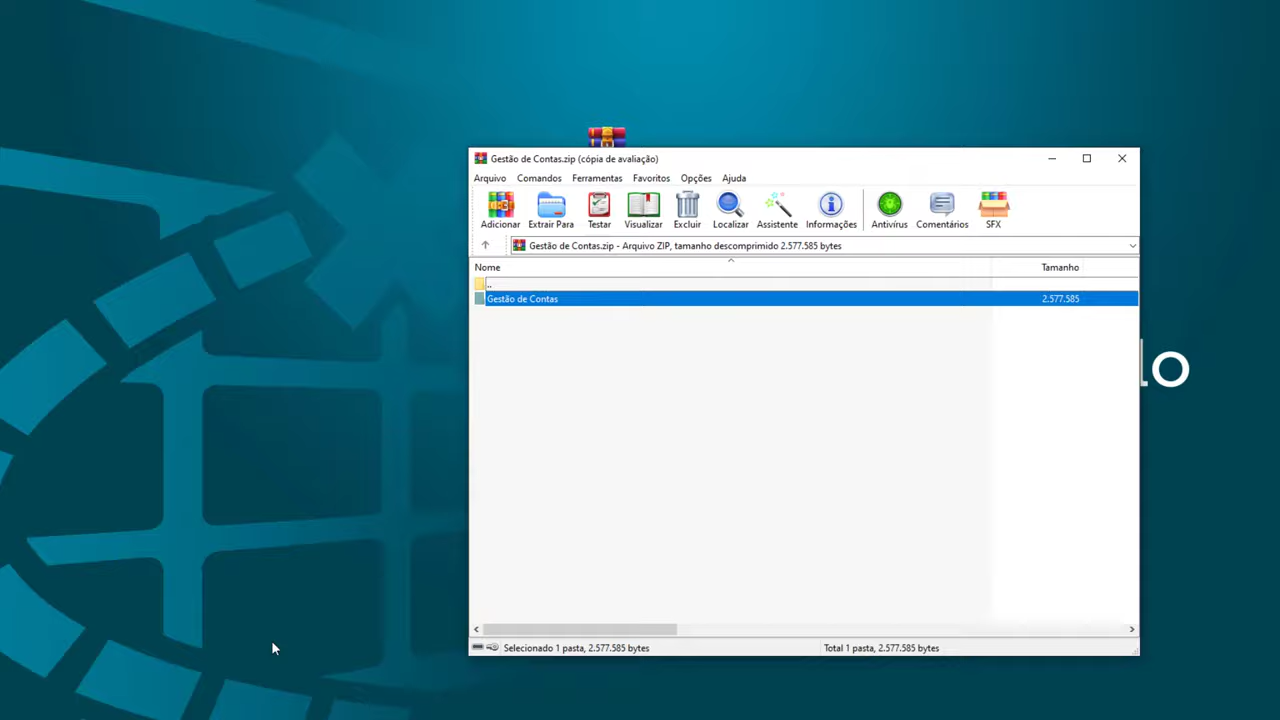 Gestão de Contas.zip (cópia de avaliação)
Arquivo Comandos Ferramentas Favoritos Opções Ajuda
Adicionar Extrair Para Testar Visualizar Excluir Localizar Assistente Informações Antivírus Comentários SFX
Gestão de Contas.zip - Arquivo ZIP, tamanho descomprimido 2.577.585 bytes
Nome Tamanho
..
Gestão de Contas 2.577.585
lo
Selecionado 1 pasta, 2.577.585 bytes Total 1 pasta, 2.577.585 bytes